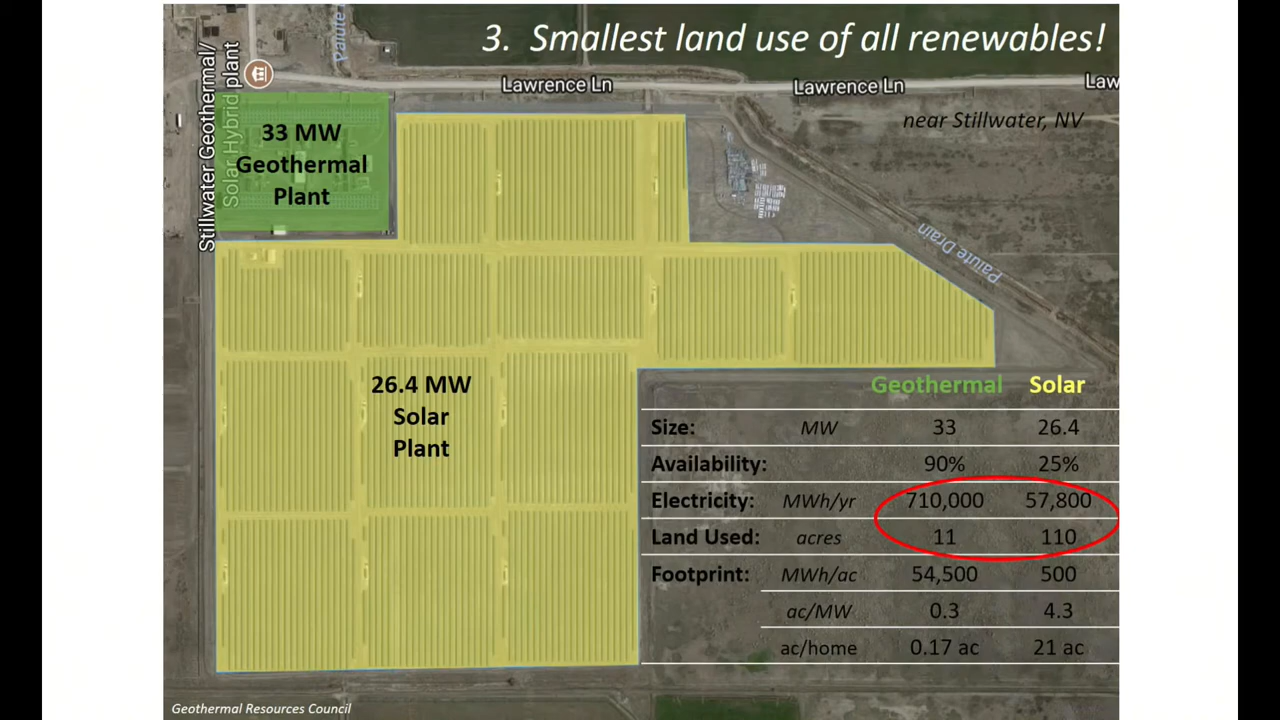 3. Smallest land use of all renewables!
Paiute
Lawrence Ln
Lawrence Ln
Law
near Stillwater, NV
Stillwater Geothermal/
Solar Hybrid plant
33 MW
Geothermal
Plant
Paiute Drain
26.4 MW
Solar
Plant
Geothermal Solar
Size: MW 33 26.4
Availability: 90% 25%
Electricity: MWh/yr 710,000 57,800
Land Used: acres 11 110
Footprint: MWh/ac 54,500 500
ac/MW 0.3 4.3
ac/home 0.17 ac 21 ac
Geothermal Resources Council